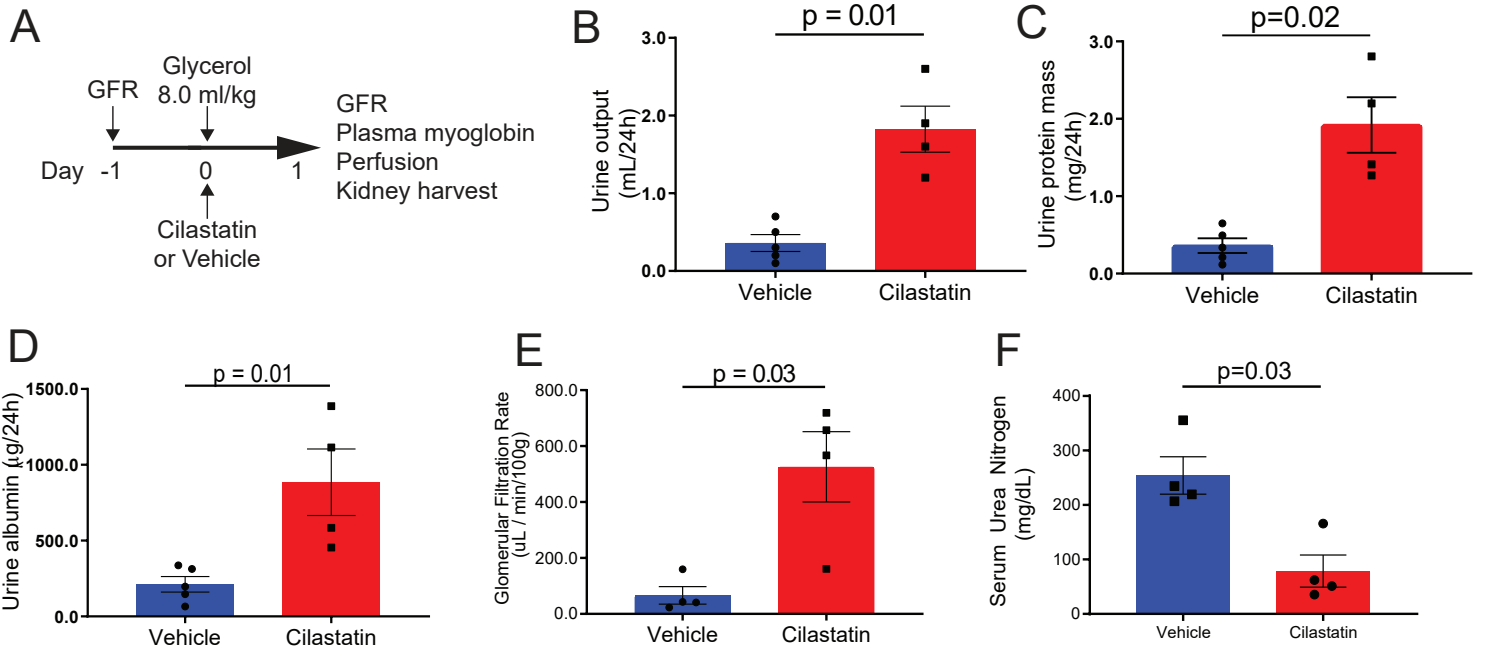 A
GFR
Glycerol
8.0 ml/kg
Day -1 0 1
Cilastatin
or Vehicle
GFR
Plasma myoglobin
Perfusion
Kidney harvest
B
p = 0.01
Urine output
(mL/24h)
3.0
2.0
1.0
0.0
Vehicle Cilastatin
C
p=0.02
Urine protein mass
(mg/24h)
3.0
2.0
1.0
0.0
Vehicle Cilastatin
D
p = 0.01
Urine albumin (µg/24h)
1500.0
1000.0
500.0
0.0
Vehicle Cilastatin
E
p = 0.03
Glomerular Filtration Rate
(uL / min/100g)
800.0
600.0
400.0
200.0
0.0
Vehicle Cilastatin
F
p=0.03
Serum Urea Nitrogen
(mg/dL)
400
300
200
100
0
Vehicle Cilastatin